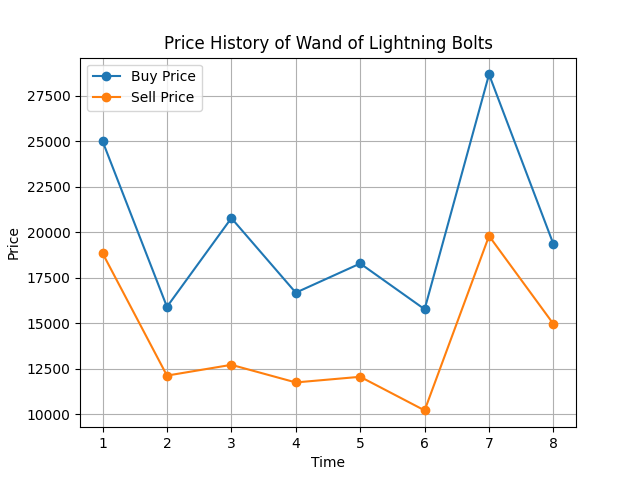 Price History of Wand of Lightning Bolts
Buy Price
Sell Price
27500
25000
22500
20000
17500
15000
12500
10000
Price
1 2 3 4 5 6 7 8
Time